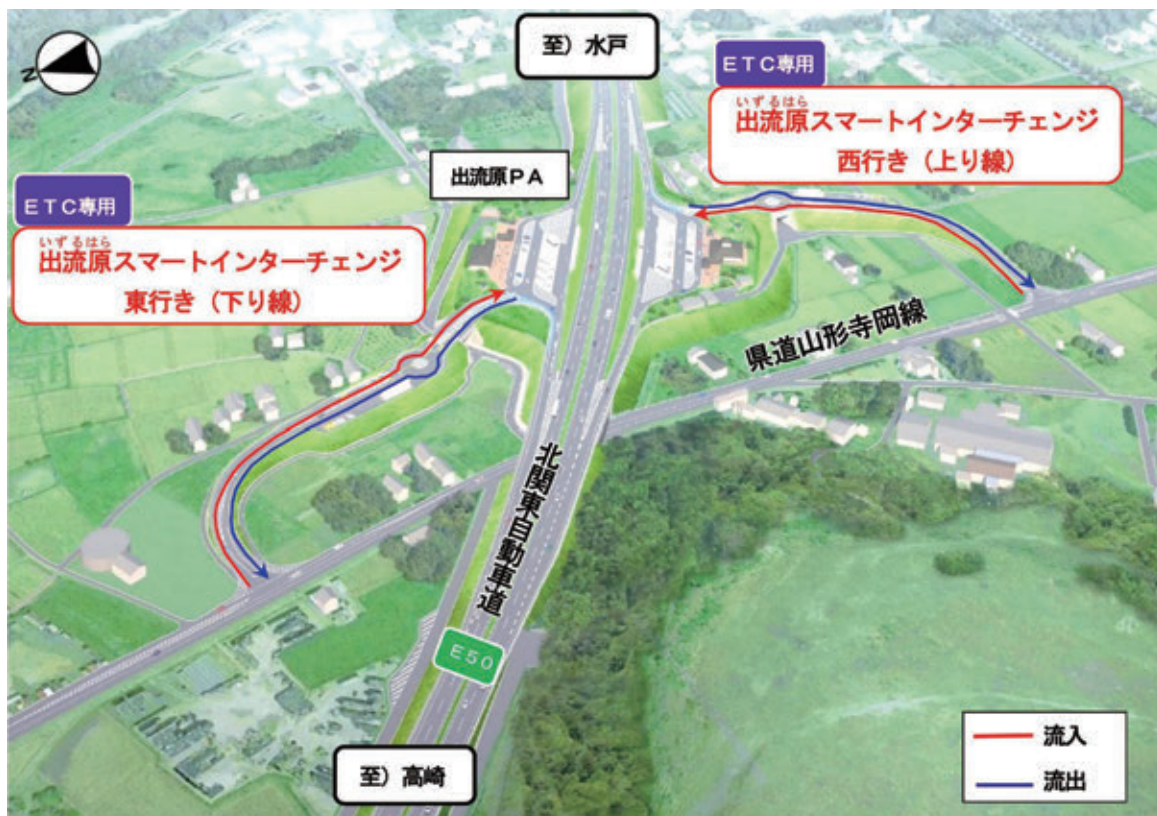 N
至）水戸
ETC専用
いずるはら
出流原スマートインターチェンジ
西行き（上り線）
出流原PA
ETC専用
いずるはら
出流原スマートインターチェンジ
東行き（下り線）
県道山形寺岡線
北関東自動車道
E50
至）高崎
流入
流出